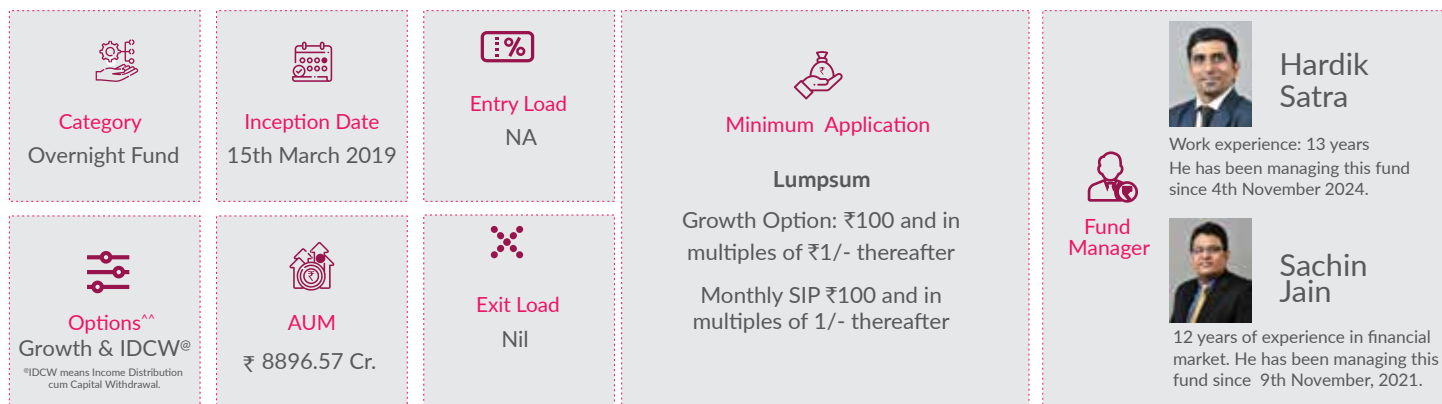 Category
Overnight Fund
Inception Date
15th March 2019
%
Entry Load
NA
Options^^
Growth & IDCW@
@IDCW means Income Distribution
cum Capital Withdrawal.
₹
AUM
₹ 8896.57 Cr.
Exit Load
Nil
₹
Minimum Application
Lumpsum
Growth Option: ₹100 and in
multiples of ₹1/- thereafter
Monthly SIP ₹100 and in
multiples of 1/- thereafter
₹
Fund
Manager
Hardik
Satra
Work experience: 13 years
He has been managing this fund
since 4th November 2024.
Sachin
Jain
12 years of experience in financial
market. He has been managing this
fund since 9th November, 2021.